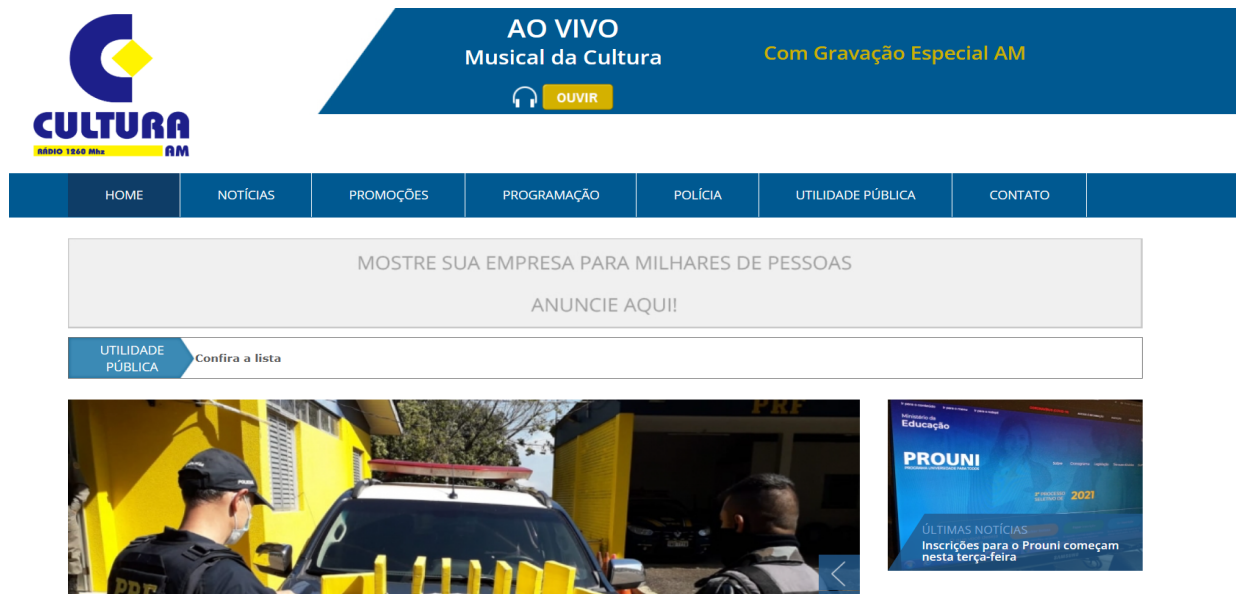 AO VIVO
Musical da Cultura
Com Gravação Especial AM
OUVIR
CULTURA
RÁDIO 1260 Mhz AM
HOME NOTÍCIAS PROMOÇÕES PROGRAMAÇÃO POLÍCIA UTILIDADE PÚBLICA CONTATO
MOSTRE SUA EMPRESA PARA MILHARES DE PESSOAS
ANUNCIE AQUI!
UTILIDADE
PÚBLICA
Confira a lista
PRF
PRF
Ministério da
Educação
PROUNI
2021
ÚLTIMAS NOTÍCIAS
Inscrições para o Prouni começam
nesta terça-feira